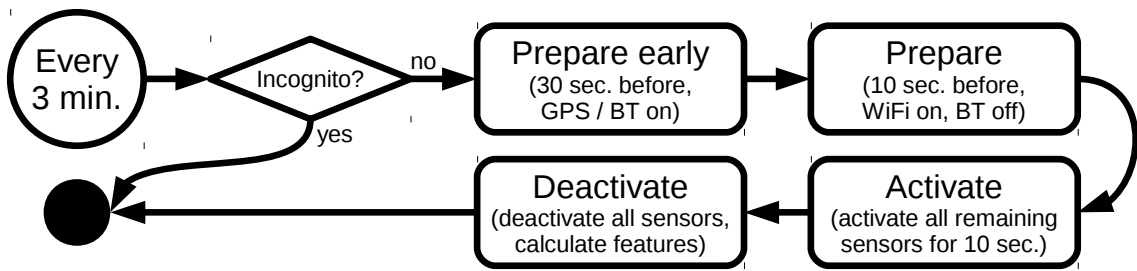 Every
3 min.
Incognito?
no
yes
Prepare early
(30 sec. before,
GPS / BT on)
Prepare
(10 sec. before,
WiFi on, BT off)
Activate
(activate all remaining
sensors for 10 sec.)
Deactivate
(deactivate all sensors,
calculate features)